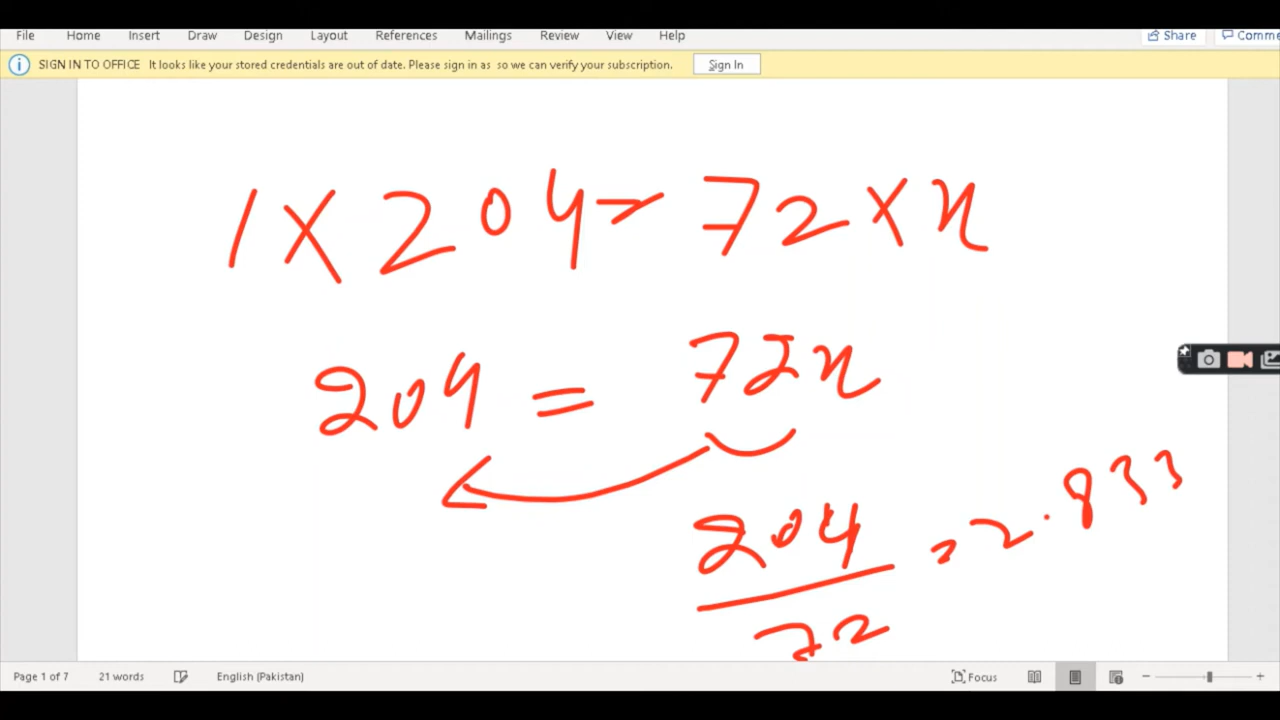 File Home Insert Draw Design Layout References Mailings Review View Help Share Comme
SIGN IN TO OFFICE It looks like your stored credentials are out of date. Please sign in as so we can verify your subscription. Sign In
1 X 204 = 72 X x
204 = 72x
204
72
= 2.833
Page 1 of 7 21 words English (Pakistan) Focus